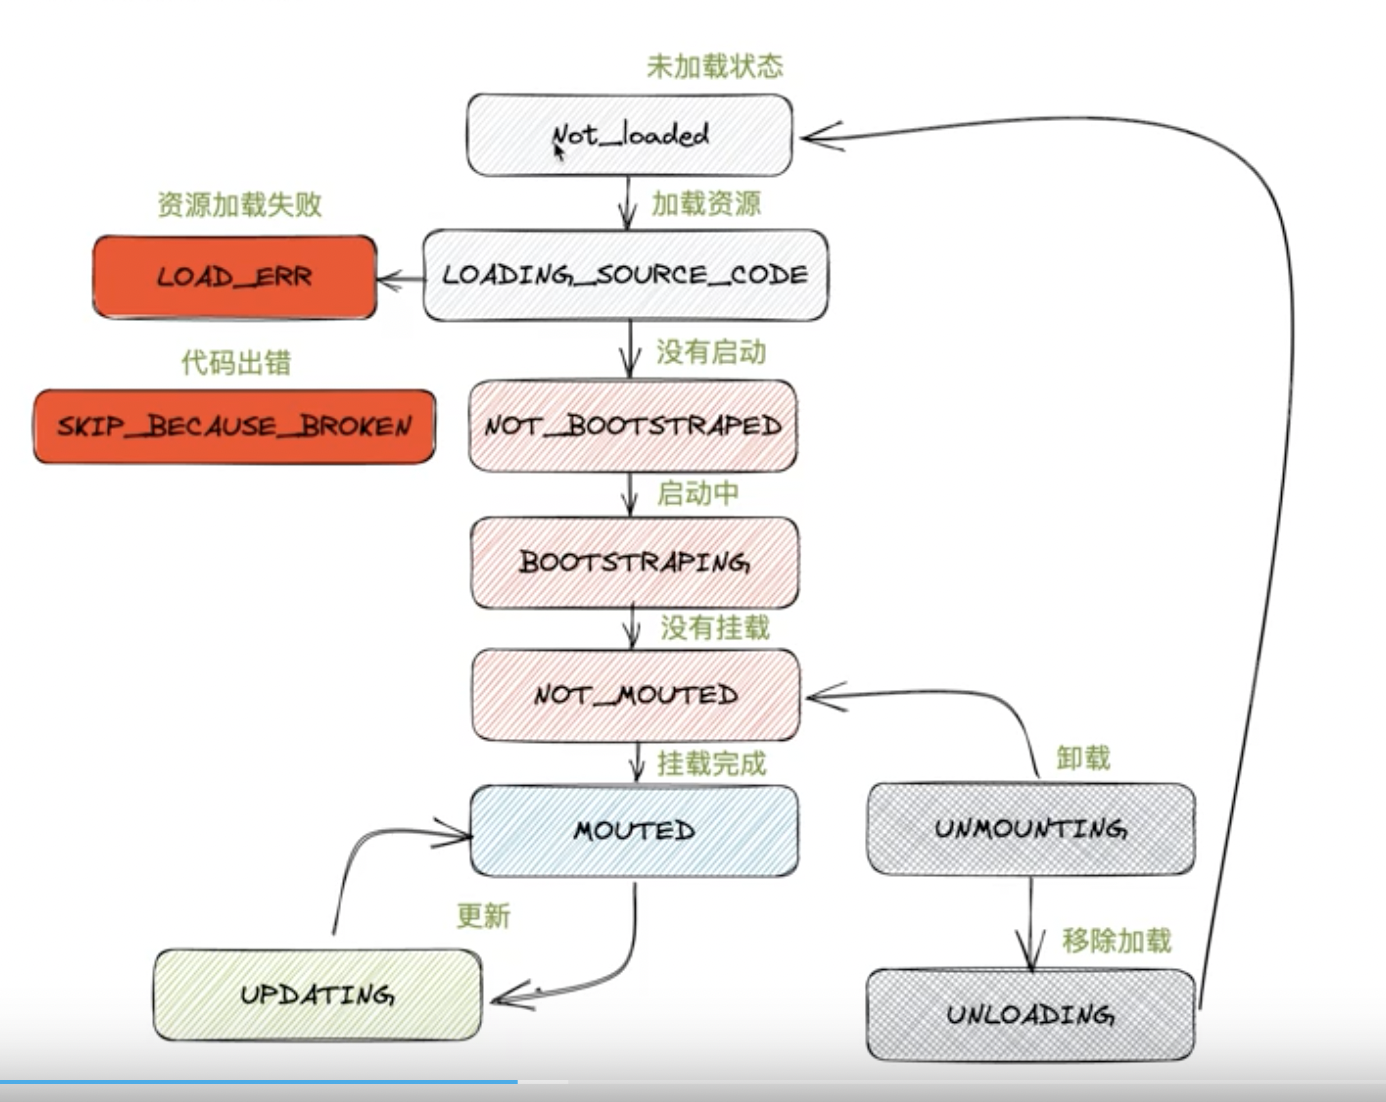 未加载状态
Not_loaded
加载资源
资源加载失败
LOAD_ERR
LOADING_SOURCE_CODE
没有启动
代码出错
SKIP_BECAUSE_BROKEN
NOT_BOOTSTRAPED
启动中
BOOTSTRAPING
没有挂载
NOT_MOUTED
挂载完成
卸载
MOUTED
UNMOUNTING
更新
移除加载
UPDATING
UNLOADING